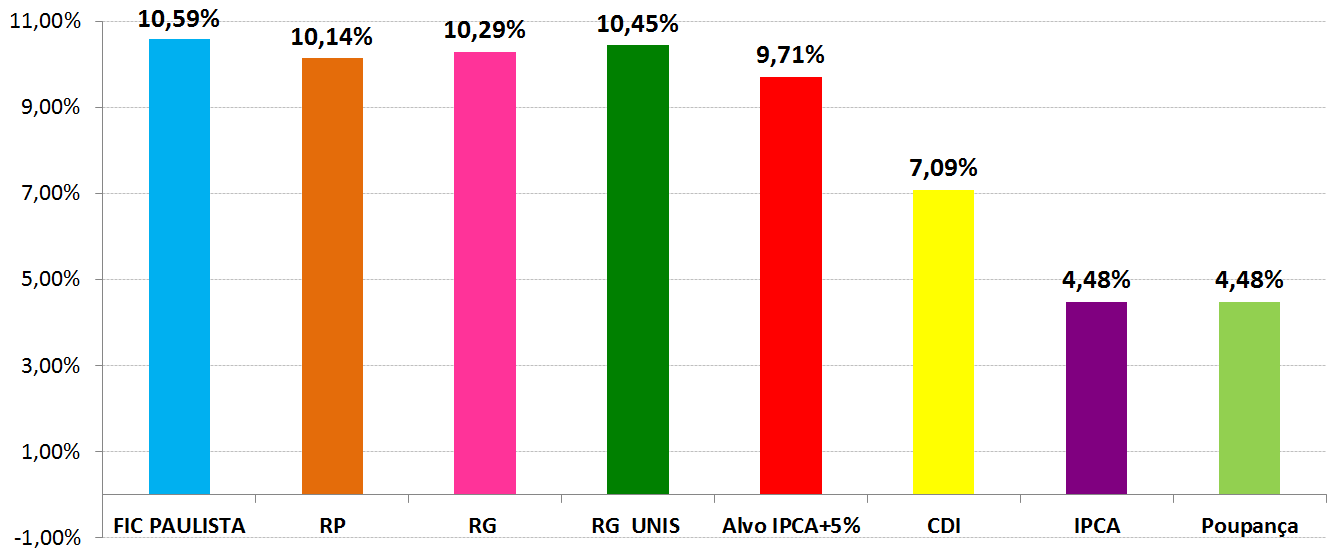 11,00%
9,00%
7,00%
5,00%
3,00%
1,00%
-1,00%
10,59%
10,14%
10,29%
10,45%
9,71%
7,09%
4,48%
4,48%
FIC PAULISTA
RP
RG
RG UNIS
Alvo IPCA+5%
CDI
IPCA
Poupança